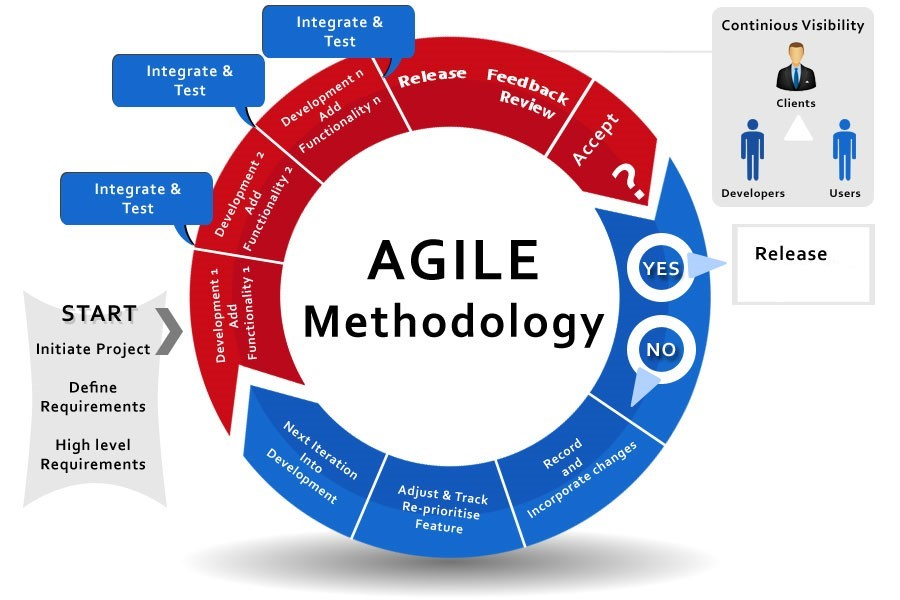 Integrate &
Test
Integrate &
Test
Integrate &
Test
START
Initiate Project
Define
Requirements
High level
Requirements
Development 1
Add
Functionality 1
Development 2
Add
Functionality 2
Development n
Add
Functionality n
Release
Feedback
Review
Accept
?
Continious Visibility
Clients
Developers
Users
YES
Release
NO
AGILE
Methodology
Record
and
Incorporate changes
Adjust & Track
Re-prioritise
Feature
Next Iteration
Into
Development